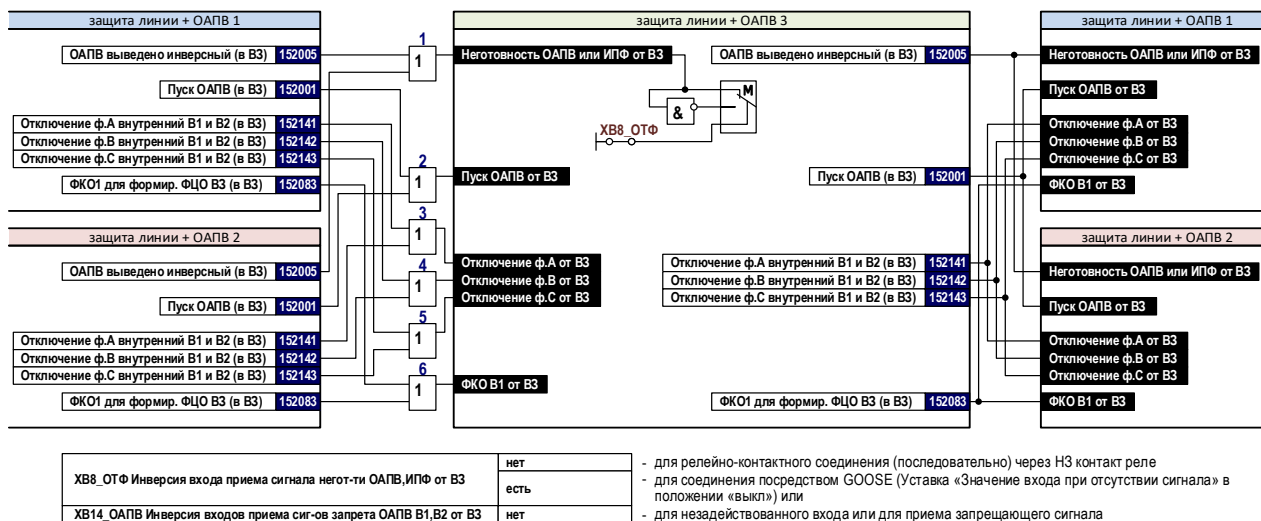 защита линии + ОАПВ 1
ОАПВ выведено инверсный (в В3) 152005
Пуск ОАПВ (в В3) 152001
Отключение ф.А внутренний В1 и В2 (в В3) 152141
Отключение ф.В внутренний В1 и В2 (в В3) 152142
Отключение ф.С внутренний В1 и В2 (в В3) 152143
ФКО1 для формир. ФЦО В3 (в В3) 152083
защита линии + ОАПВ 2
ОАПВ выведено инверсный (в В3) 152005
Пуск ОАПВ (в В3) 152001
Отключение ф.А внутренний В1 и В2 (в В3) 152141
Отключение ф.В внутренний В1 и В2 (в В3) 152142
Отключение ф.С внутренний В1 и В2 (в В3) 152143
ФКО1 для формир. ФЦО В3 (в В3) 152083
1
1
2
1
3
1
4
1
5
1
6
1
защита линии + ОАПВ 3
Неготовность ОАПВ или ИПФ от В3
&
М
ХВ8_ОТФ
Пуск ОАПВ от В3
Отключение ф.А от В3
Отключение ф.В от В3
Отключение ф.С от В3
ФКО В1 от В3
ОАПВ выведено инверсный (в В3) 152005
Пуск ОАПВ (в В3) 152001
Отключение ф.А внутренний В1 и В2 (в В3) 152141
Отключение ф.В внутренний В1 и В2 (в В3) 152142
Отключение ф.С внутренний В1 и В2 (в В3) 152143
ФКО1 для формир. ФЦО В3 (в В3) 152083
защита линии + ОАПВ 1
Неготовность ОАПВ или ИПФ от В3
Пуск ОАПВ от В3
Отключение ф.А от В3
Отключение ф.В от В3
Отключение ф.С от В3
ФКО В1 от В3
защита линии + ОАПВ 2
Неготовность ОАПВ или ИПФ от В3
Пуск ОАПВ от В3
Отключение ф.А от В3
Отключение ф.В от В3
Отключение ф.С от В3
ФКО В1 от В3
ХВ8_ОТФ Инверсия входа приема сигнала негот-ти ОАПВ,ИПФ от В3
нет
- для релейно-контактного соединения (последовательно) через НЗ контакт реле
есть
- для соединения посредством GOOSE (Уставка «Значение входа при отсутствии сигнала» в
положении «выкл») или
ХВ14_ОАПВ Инверсия входов приема сиг-ов запрета ОАПВ В1,В2 от В3
нет
- для незадействованного входа или для приема запрещающего сигнала